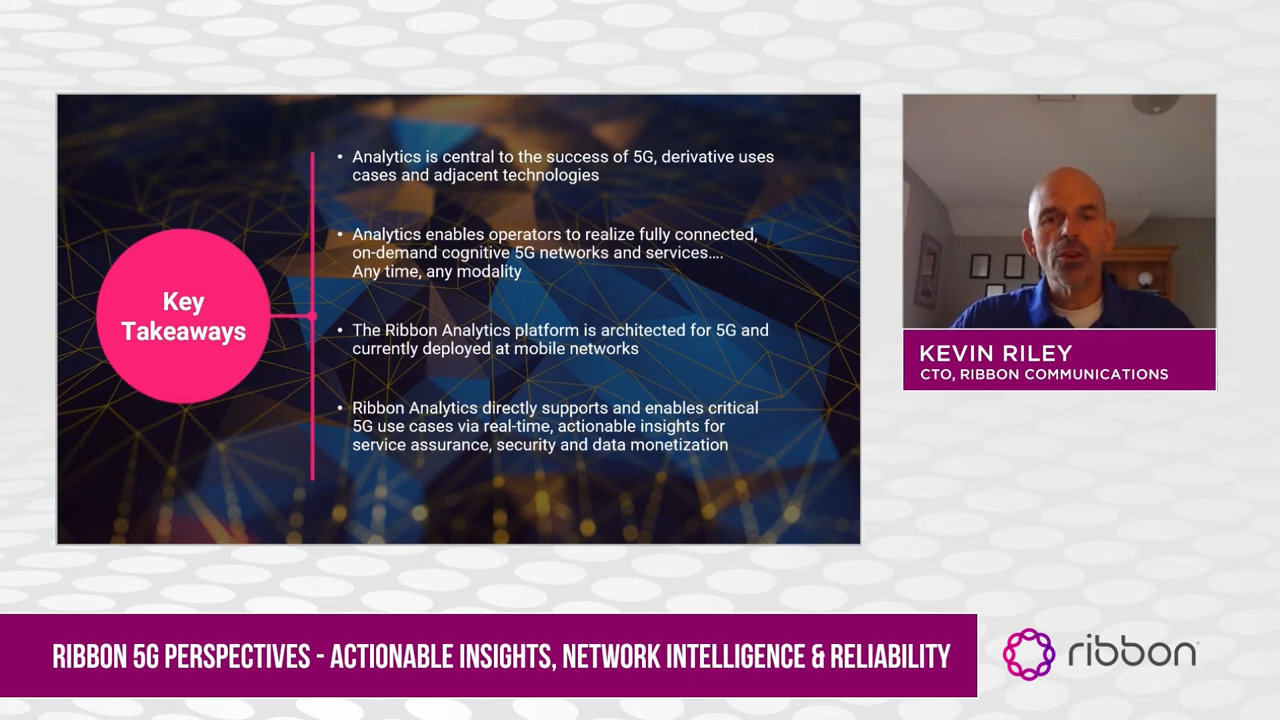 Key
Takeaways
• Analytics is central to the success of 5G, derivative uses
cases and adjacent technologies
• Analytics enables operators to realize fully connected,
on-demand cognitive 5G networks and services....
Any time, any modality
• The Ribbon Analytics platform is architected for 5G and
currently deployed at mobile networks
• Ribbon Analytics directly supports and enables critical
5G use cases via real-time, actionable insights for
service assurance, security and data monetization
KEVIN RILEY
CTO, RIBBON COMMUNICATIONS
RIBBON 5G PERSPECTIVES - ACTIONABLE INSIGHTS, NETWORK INTELLIGENCE & RELIABILITY
ribbon